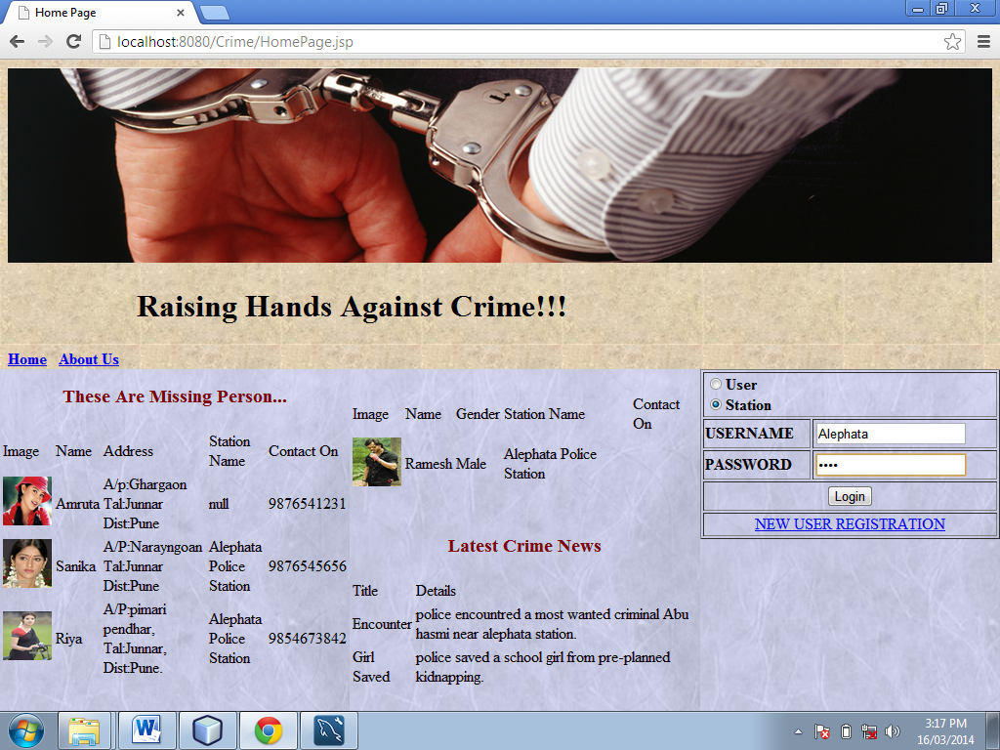 Home Page
localhost:8080/Crime/HomePage.jsp
Raising Hands Against Crime!!!
Home About Us
These Are Missing Person...
Image Name Address Station Name Contact On
Amruta A/p:Ghargaon Tal:Junnar Dist:Pune null 9876541231
Sanika A/P:Narayngoan Tal:Junnar Dist:Pune Alephata Police Station 9876545656
Riya A/P:pimari pendhar, Tal:Junnar, Dist:Pune. Alephata Police Station 9854673842
Image Name Gender Station Name Contact On
Ramesh Male Alephata Police Station
Latest Crime News
Title Details
Encounter police encountred a most wanted criminal Abu hasmi near alephata station.
Girl Saved police saved a school girl from pre-planned kidnapping.
User
Station
USERNAME Alephata
PASSWORD ••••
Login
NEW USER REGISTRATION
3:17 PM
16/03/2014